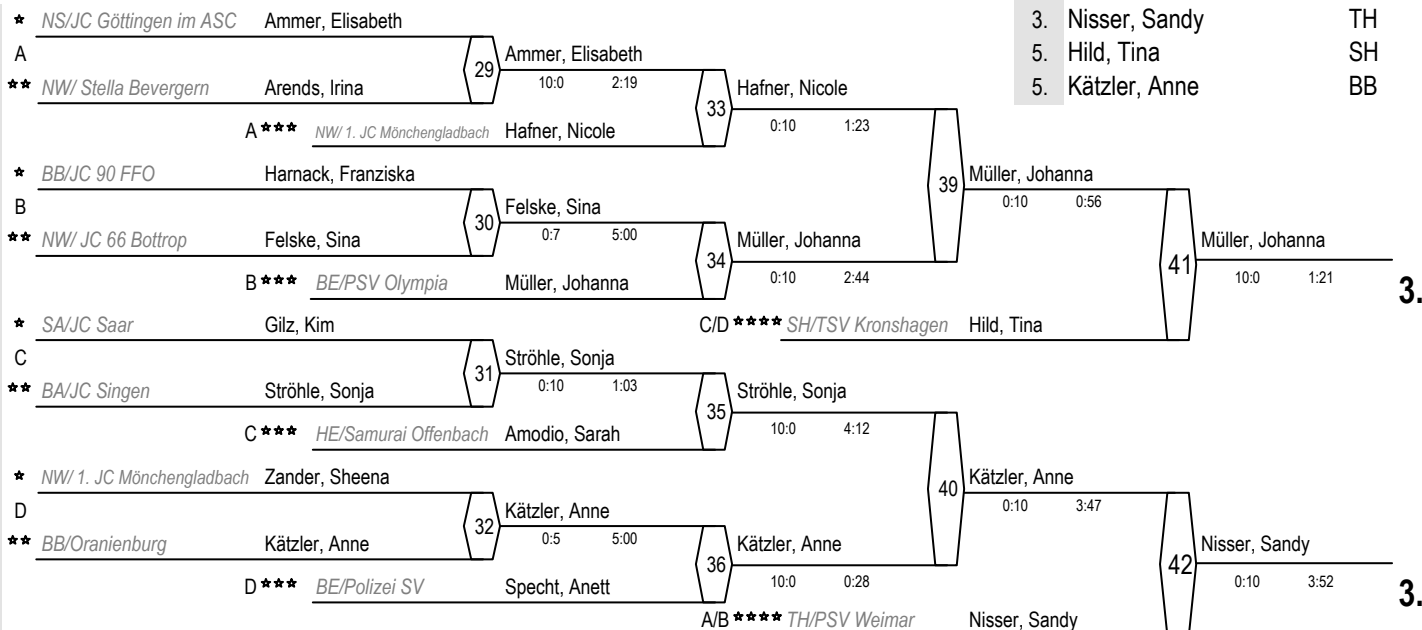 ★ NS/JC Göttingen im ASC Ammer, Elisabeth
3. Nisser, Sandy TH
A
Ammer, Elisabeth
5. Hild, Tina SH
29
10:0 2:19
★★ NW/ Stella Bevergern Arends, Irina
Hafner, Nicole
5. Kätzler, Anne BB
33
0:10 1:23
A ★★★ NW/ 1. JC Mönchengladbach Hafner, Nicole
★ BB/JC 90 FFO Harnack, Franziska
39
Müller, Johanna
0:10 0:56
B
Felske, Sina
30
0:7 5:00
★★ NW/ JC 66 Bottrop Felske, Sina
Müller, Johanna
Müller, Johanna
34
0:10 2:44
41
10:0 1:21
B ★★★ BE/PSV Olympia Müller, Johanna
3.
★ SA/JC Saar Gilz, Kim
C/D ★★★★ SH/TSV Kronshagen Hild, Tina
C
Ströhle, Sonja
31
0:10 1:03
★★ BA/JC Singen Ströhle, Sonja
Ströhle, Sonja
35
10:0 4:12
C ★★★ HE/Samurai Offenbach Amodio, Sarah
★ NW/ 1. JC Mönchengladbach Zander, Sheena
Kätzler, Anne
40
0:10 3:47
D
Kätzler, Anne
32
0:5 5:00
★★ BB/Oranienburg Kätzler, Anne
Kätzler, Anne
Nisser, Sandy
36
10:0 0:28
42
0:10 3:52
D ★★★ BE/Polizei SV Specht, Anett
3.
A/B ★★★★ TH/PSV Weimar Nisser, Sandy